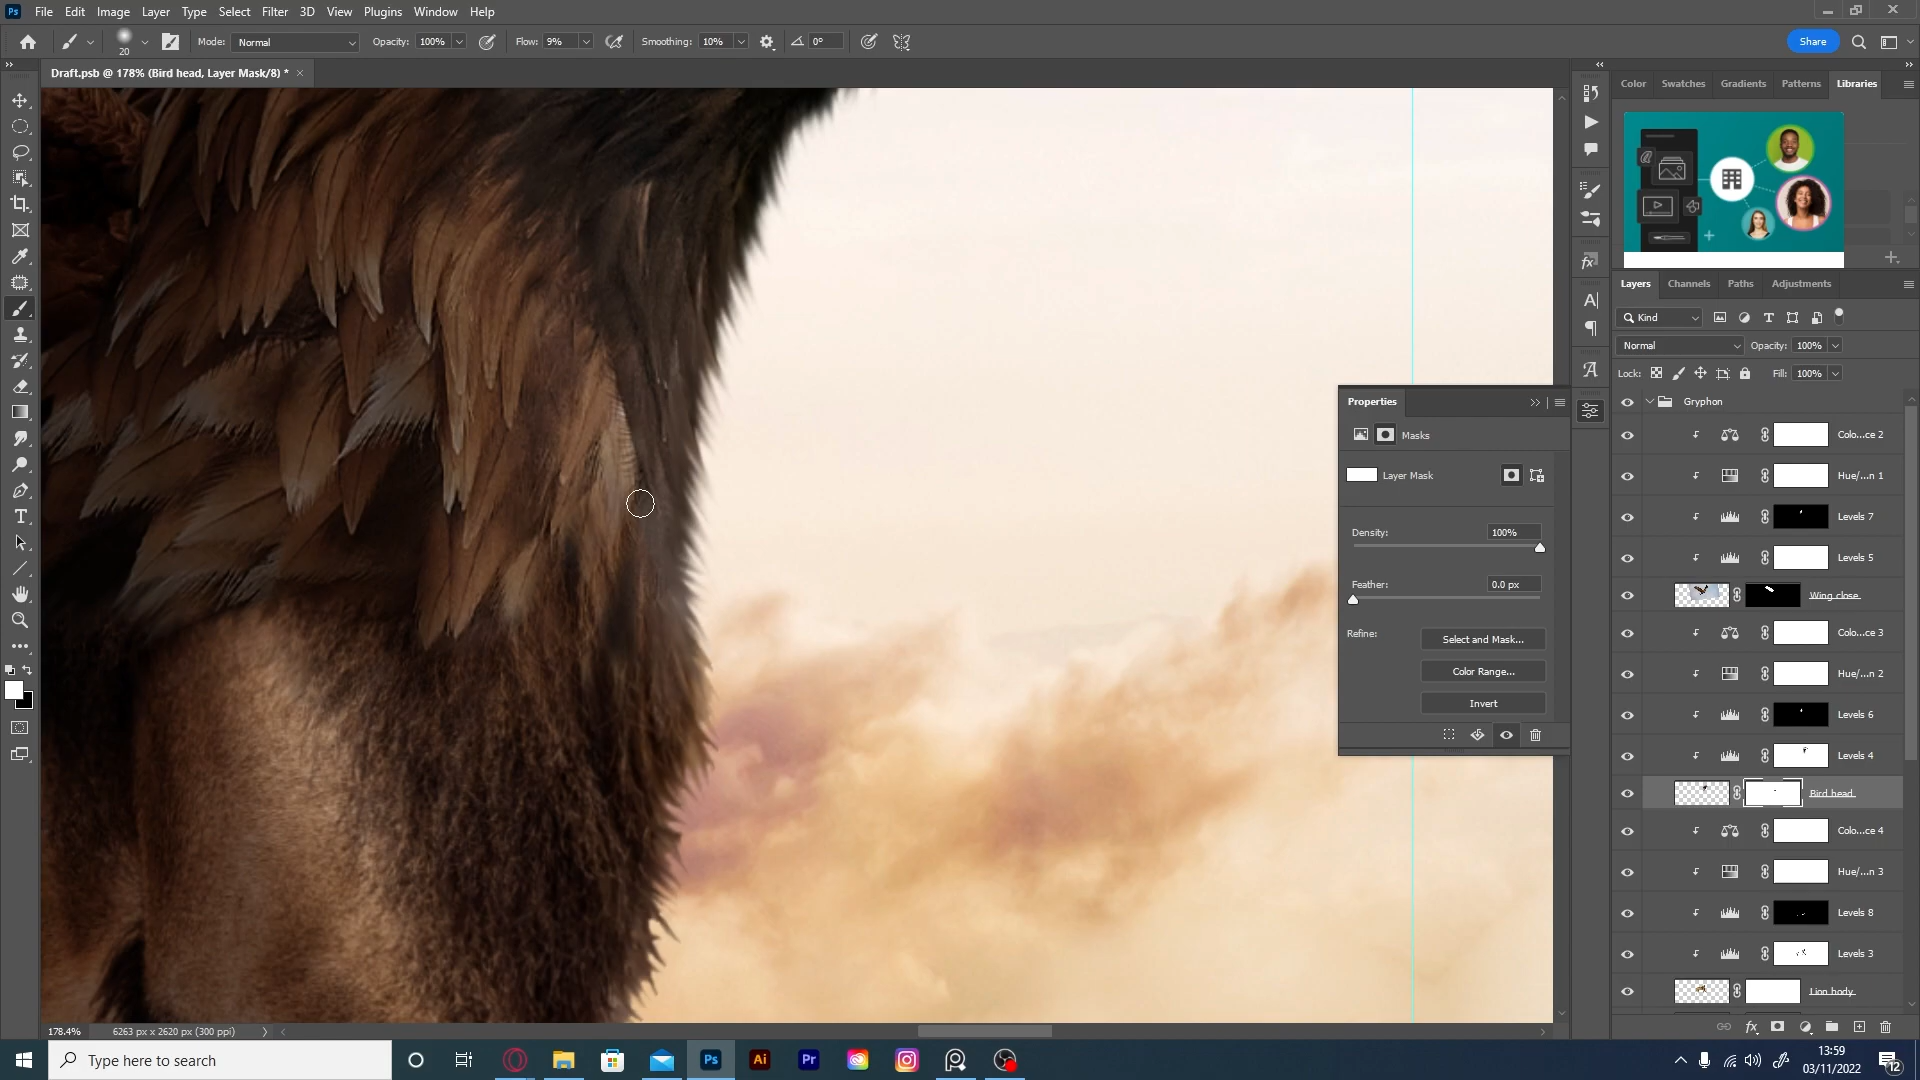 Ps File Edit Image Layer Type Select Filter 3D View Plugins Window Help
20 Mode: Normal Opacity: 100% Flow: 9% Smoothing: 10% 0° Share
Draft.psb @ 178% (Bird head, Layer Mask/8) * ×
Color Swatches Gradients Patterns Libraries
Layers Channels Paths Adjustments
Kind
Normal Opacity: 100%
Lock: Fill: 100%
Gryphon
Colo...ce 2
Hue/...n 1
Levels 7
Levels 5
Wing close
Colo...ce 3
Hue/...n 2
Levels 6
Levels 4
Bird head
Colo...ce 4
Hue/...n 3
Levels 8
Levels 3
Lion body
Properties
Masks
Layer Mask
Density: 100%
Feather: 0.0 px
Refine: Select and Mask...
Color Range...
Invert
178.4% 6263 px x 2620 px (300 ppi)
Type here to search
Ps Ai Pr
13:59
03/11/2022
12